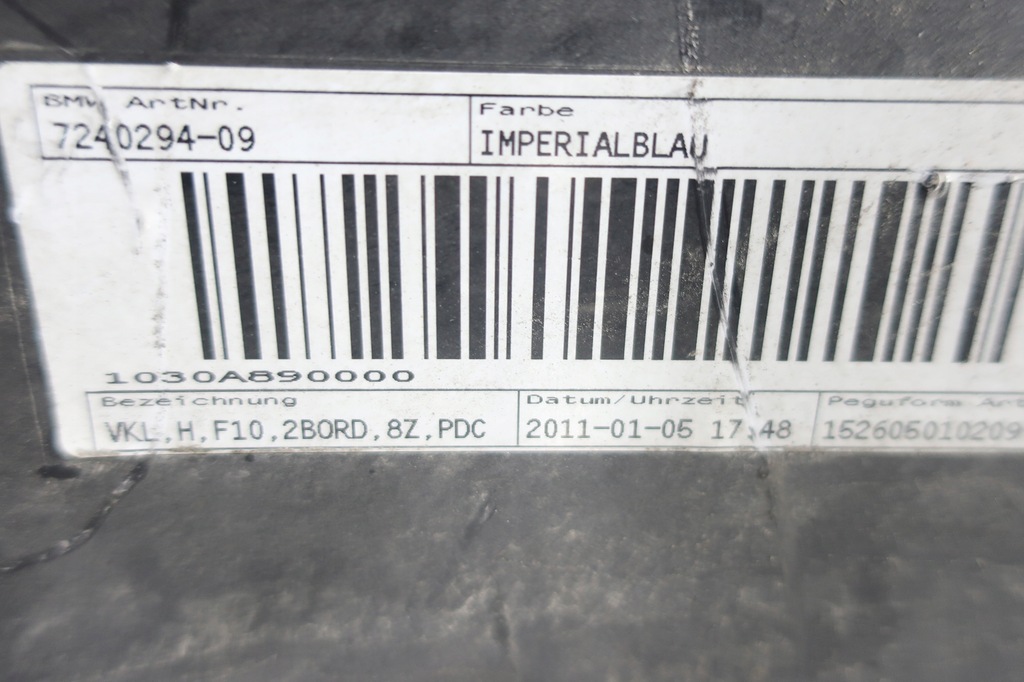 BMW ArtNr.
7240294-09
Farbe
IMPERIALBLAU
1030A890000
Bezeichnung
VKL,H,F10,2BORD,8Z,PDC
Datum/Uhrzeit
2011-01-05 17:48
Peguform Art
152605010209